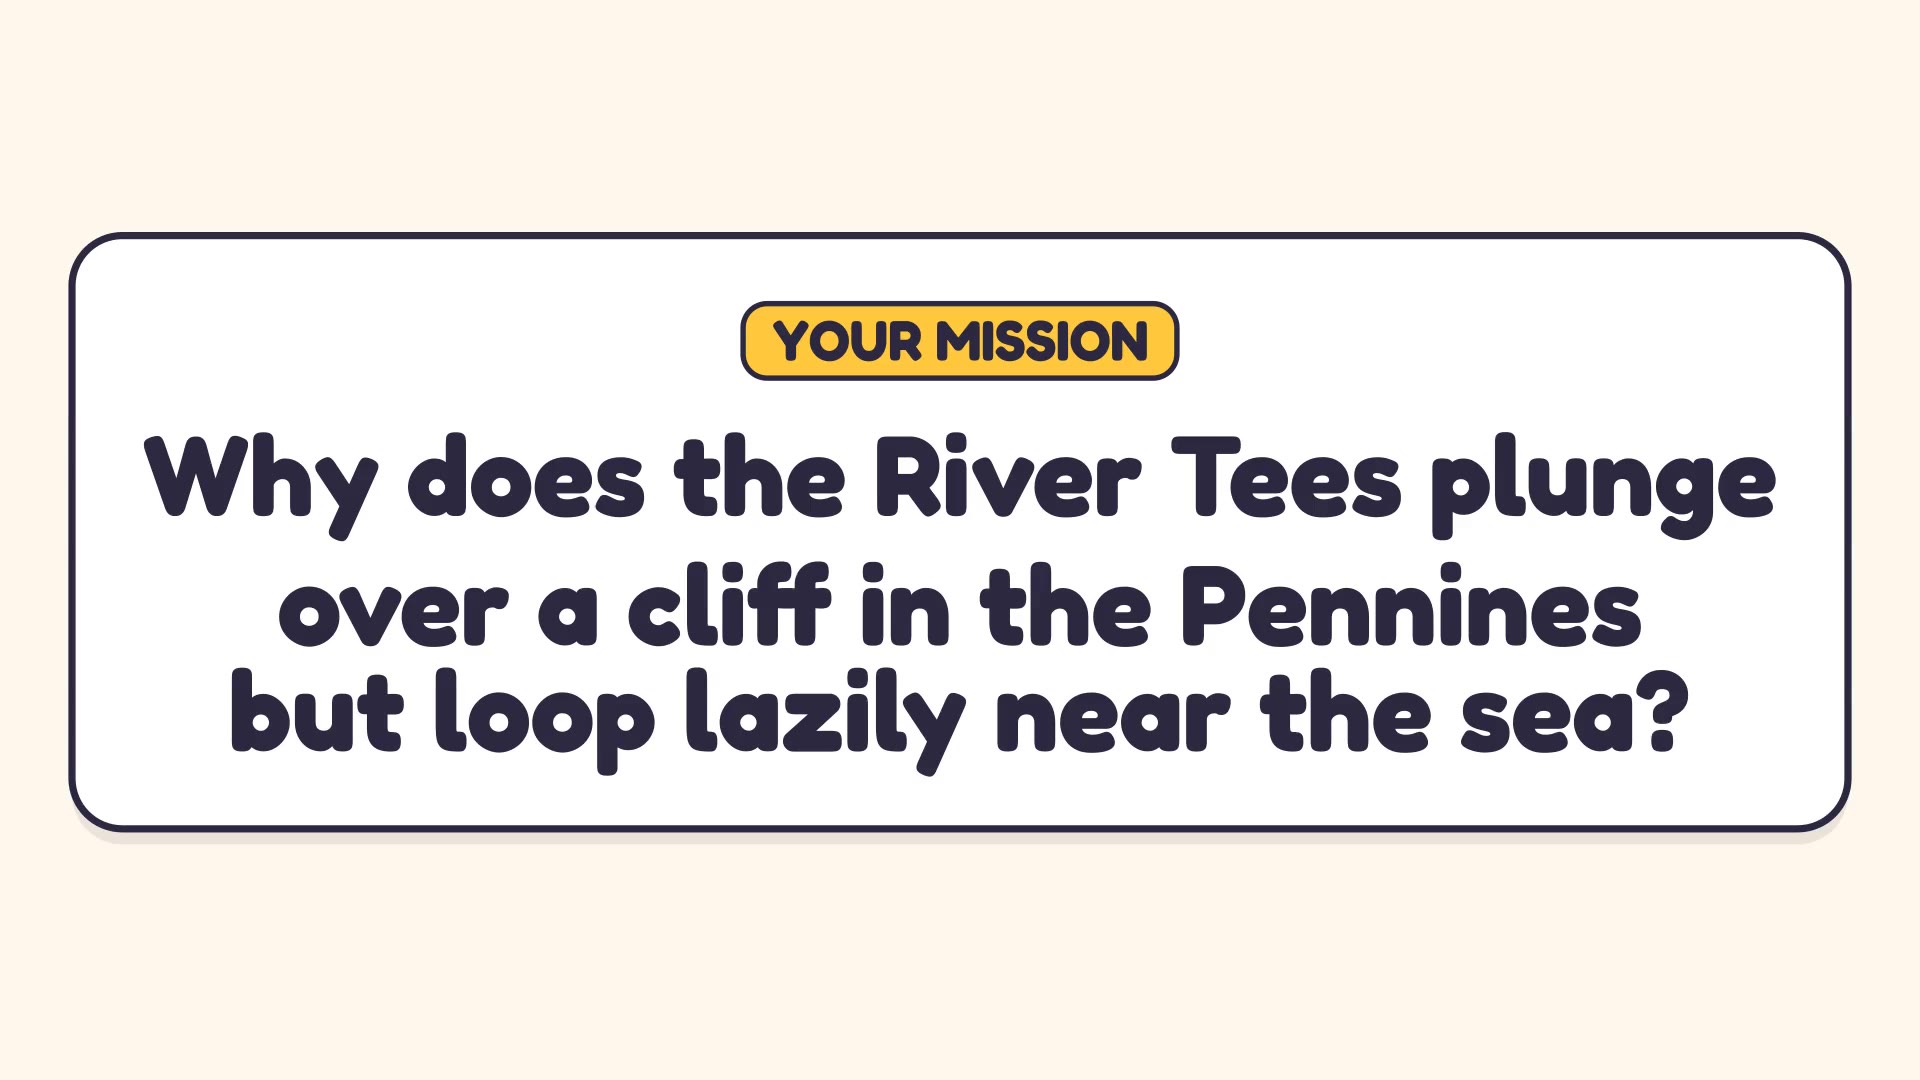 YOUR MISSION
Why does the River Tees plunge
over a cliff in the Pennines
but loop lazily near the sea?